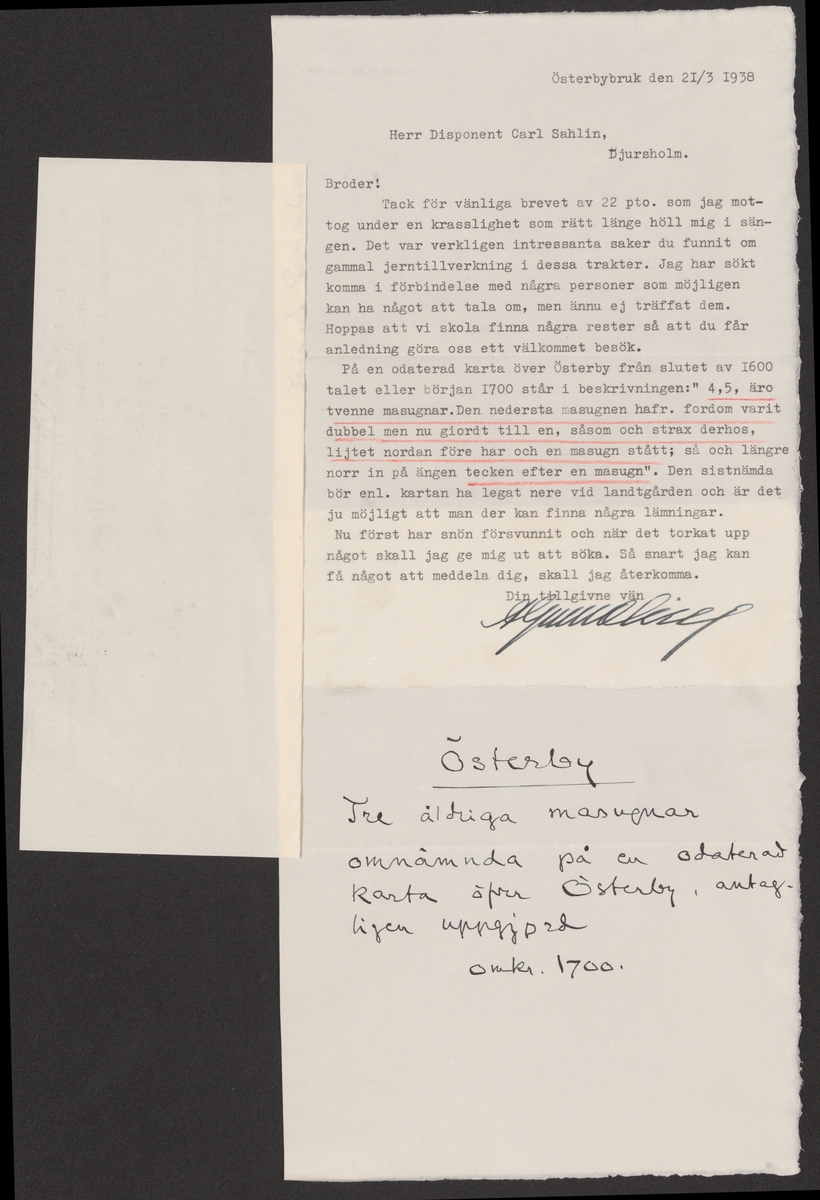 Österbybruk den 2I/3 I938
Herr Disponent Carl Sahlin,
Djursholm.
Broder!
Tack för vänliga brevet av 22 pto. som jag mot-
tog under en krasslighet som rätt länge höll mig i sän-
gen. Det var verkligen intressanta saker du funnit om
gammal jerntillverkning i dessa trakter. Jag har sökt
komma i förbindelse med några personer som möjligen
kan ha något att tala om, men ännu ej träffat dem.
Hoppas att vi skola finna några rester så att du får
anledning göra oss ett välkommet besök.
På en odaterad karta över Österby från slutet av I600
talet eller början I700 står i beskrivningen:" 4,5, äro
tvenne masugnar.Den nedersta masugnen hafr. fordom varit
dubbel men nu giordt till en, såsom och strax derhos,
lijtet nordan före har och en masugn stått; så och längre
norr in på ängen tecken efter en masugn". Den sistnämda
bör enl. kartan ha legat nere vid landtgården och är det
ju möjligt att man der kan finna några lämningar.
Nu först har snön försvunnit och när det torkat upp
något skall jag ge mig ut att söka. Så snart jag kan
få något att meddela dig, skall jag återkomma.
Din tillgivne vän
Österby
Tre åldriga masugnar
omnämnda på en odaterad
karta öfver Österby, antag-
ligen uppgjord
omkr. 1700.